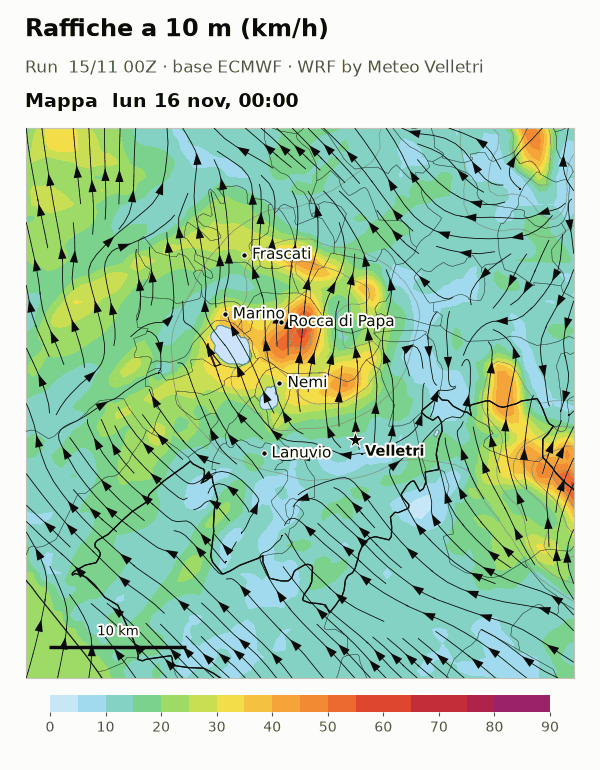 Raffiche a 10 m (km/h)
Run  15/11 00Z · base ECMWF · WRF by Meteo Velletri
Mappa  lun 16 nov, 00:00
Frascati
Marino
Rocca di Papa
Nemi
Velletri
Lanuvio
10 km
0 10 20 30 40 50 60 70 80 90